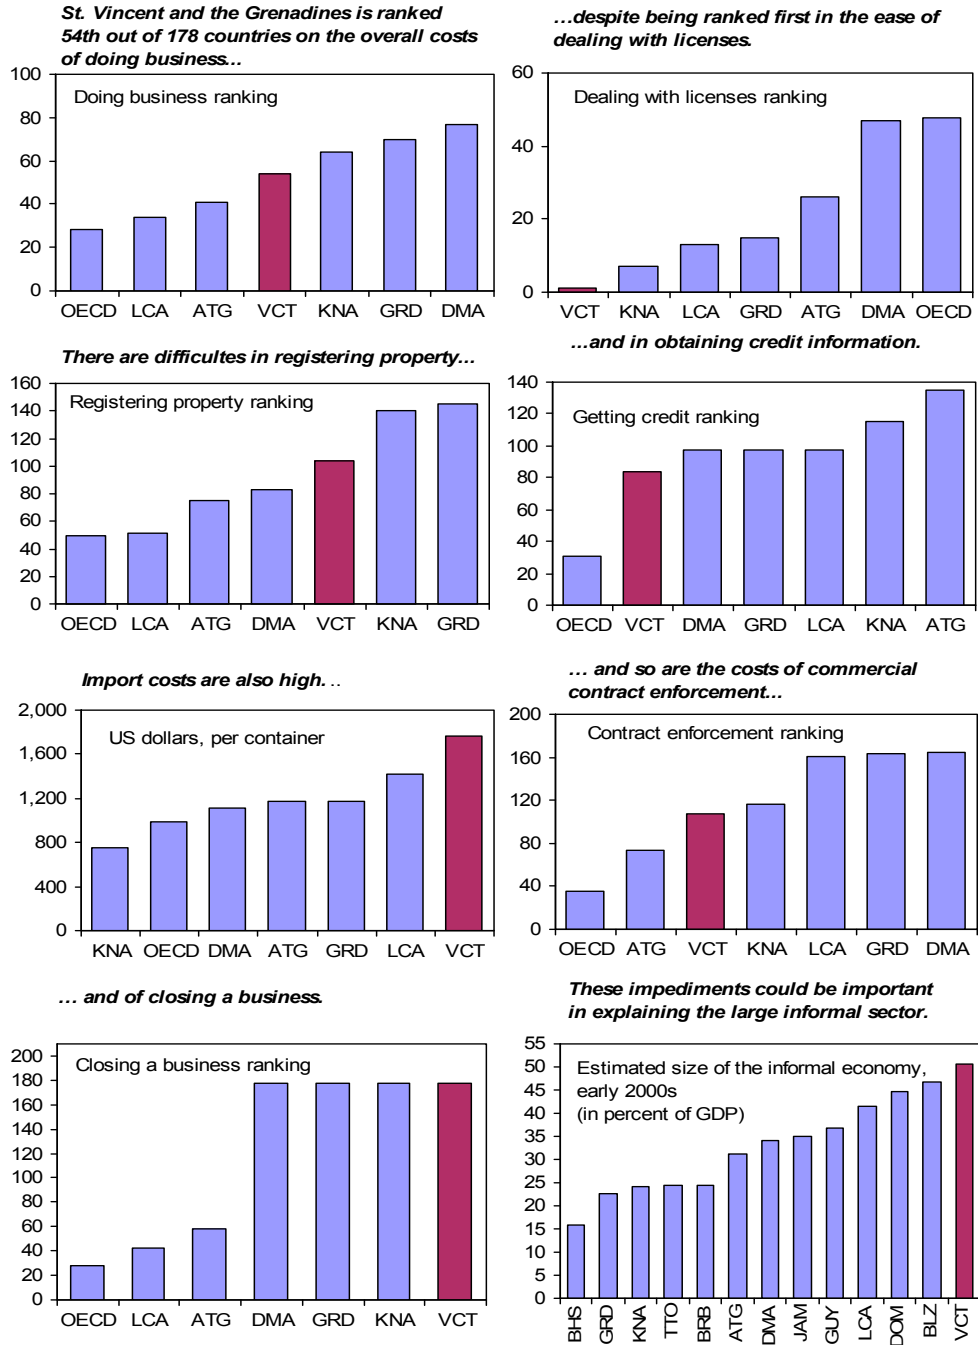 St. Vincent and the Grenadines is ranked
54th out of 178 countries on the overall costs
of doing business...
100
80
60
40
20
0
Doing business ranking
OECD LCA ATG VCT KNA GRD DMA
…despite being ranked first in the ease of
dealing with licenses.
60
40
20
0
Dealing with licenses ranking
VCT KNA LCA GRD ATG DMA OECD
There are difficultes in registering property…
160
140
120
100
80
60
40
20
0
Registering property ranking
OECD LCA ATG DMA VCT KNA GRD
…and in obtaining credit information.
140
120
100
80
60
40
20
0
Getting credit ranking
OECD VCT DMA GRD LCA KNA ATG
Import costs are also high. ..
2,000
1,600
1,200
800
400
0
US dollars, per container
KNA OECD DMA ATG GRD LCA VCT
… and so are the costs of commercial
contract enforcement…
200
160
120
80
40
0
Contract enforcement ranking
OECD ATG VCT KNA LCA GRD DMA
… and of closing a business.
200
180
160
140
120
100
80
60
40
20
0
Closing a business ranking
OECD LCA ATG DMA GRD KNA VCT
These impediments could be important
in explaining the large informal sector.
55
50
45
40
35
30
25
20
15
10
5
0
Estimated size of the informal economy,
early 2000s
(in percent of GDP)
BHS GRD KNA TTO BRB ATG DMA JAM GUY LCA DOM BLZ VCT